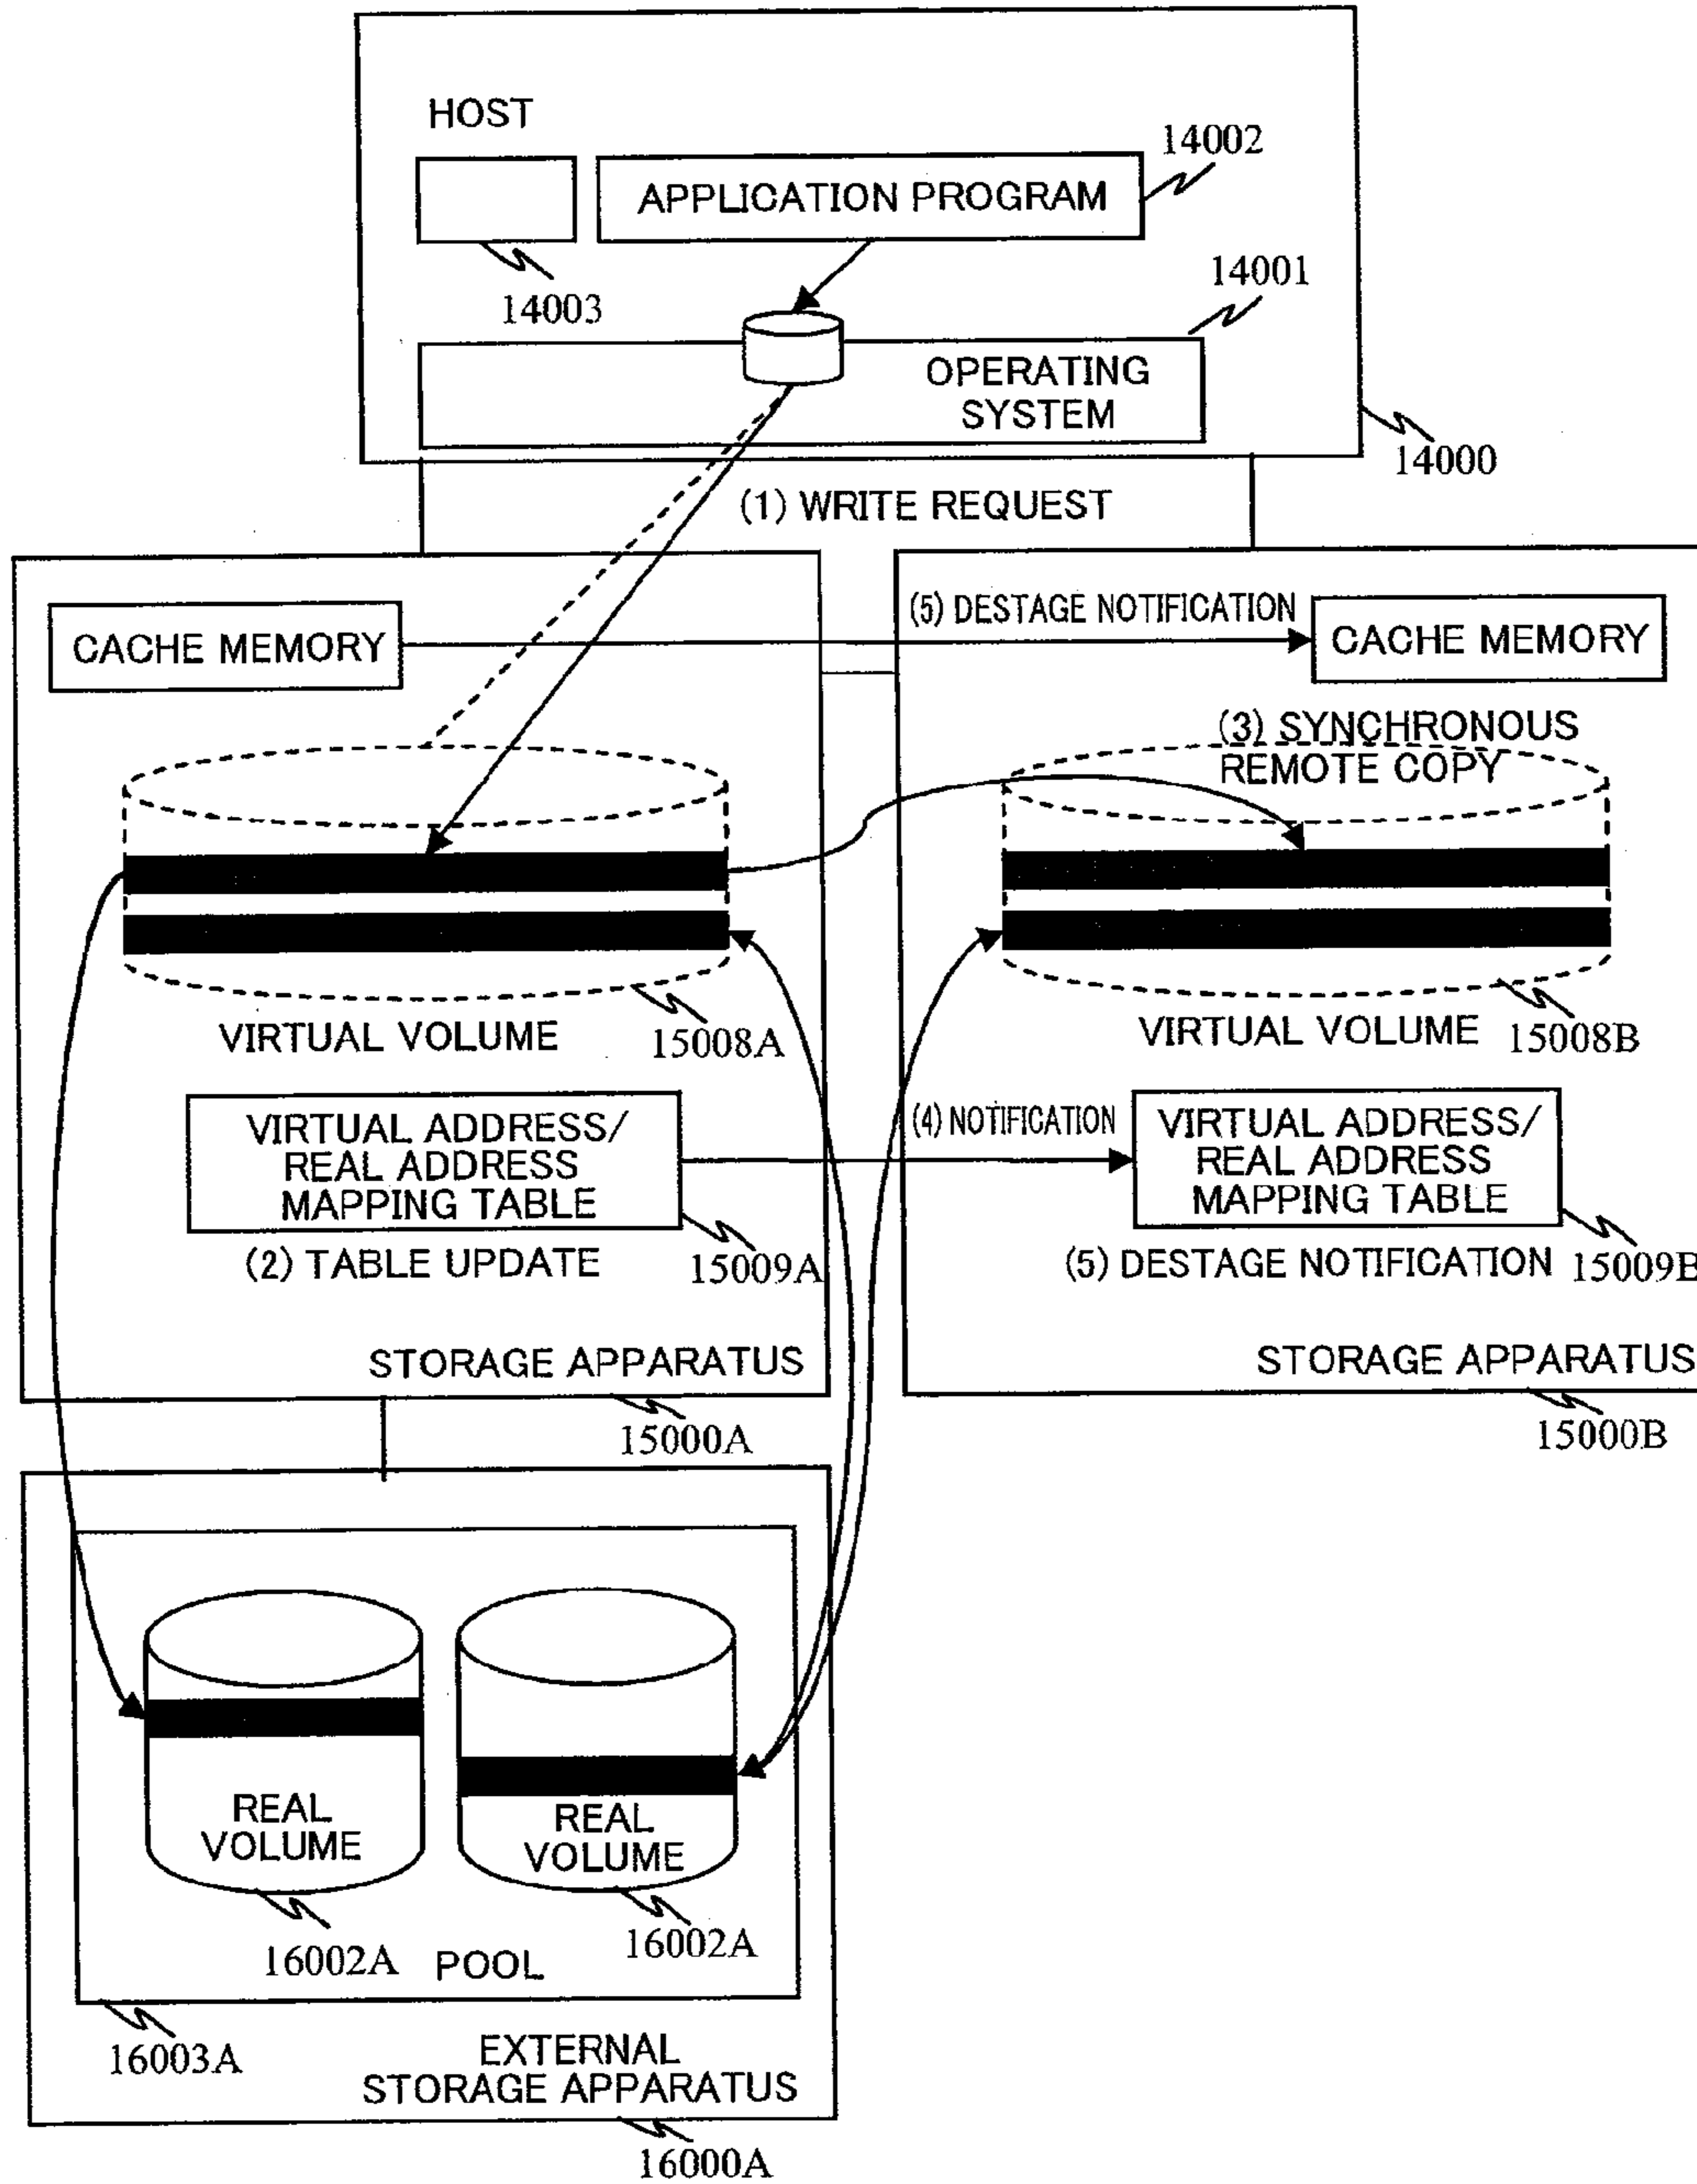 HOST
14002
APPLICATION PROGRAM
14001
14003
OPERATING
SYSTEM
14000
(1) WRITE REQUEST
(5) DESTAGE NOTIFICATION
CACHE MEMORY
CACHE MEMORY
(3) SYNCHRONOUS
REMOTE COPY
VIRTUAL VOLUME
15008A
VIRTUAL VOLUME
15008B
VIRTUAL ADDRESS/
REAL ADDRESS
MAPPING TABLE
(4) NOTIFICATION
VIRTUAL ADDRESS/
REAL ADDRESS
MAPPING TABLE
(2) TABLE UPDATE
15009A
(5) DESTAGE NOTIFICATION
15009B
STORAGE APPARATUS
STORAGE APPARATUS
15000A
15000B
REAL
VOLUME
REAL
VOLUME
16002A
16002A
POOL
16003A
EXTERNAL
STORAGE APPARATUS
16000A